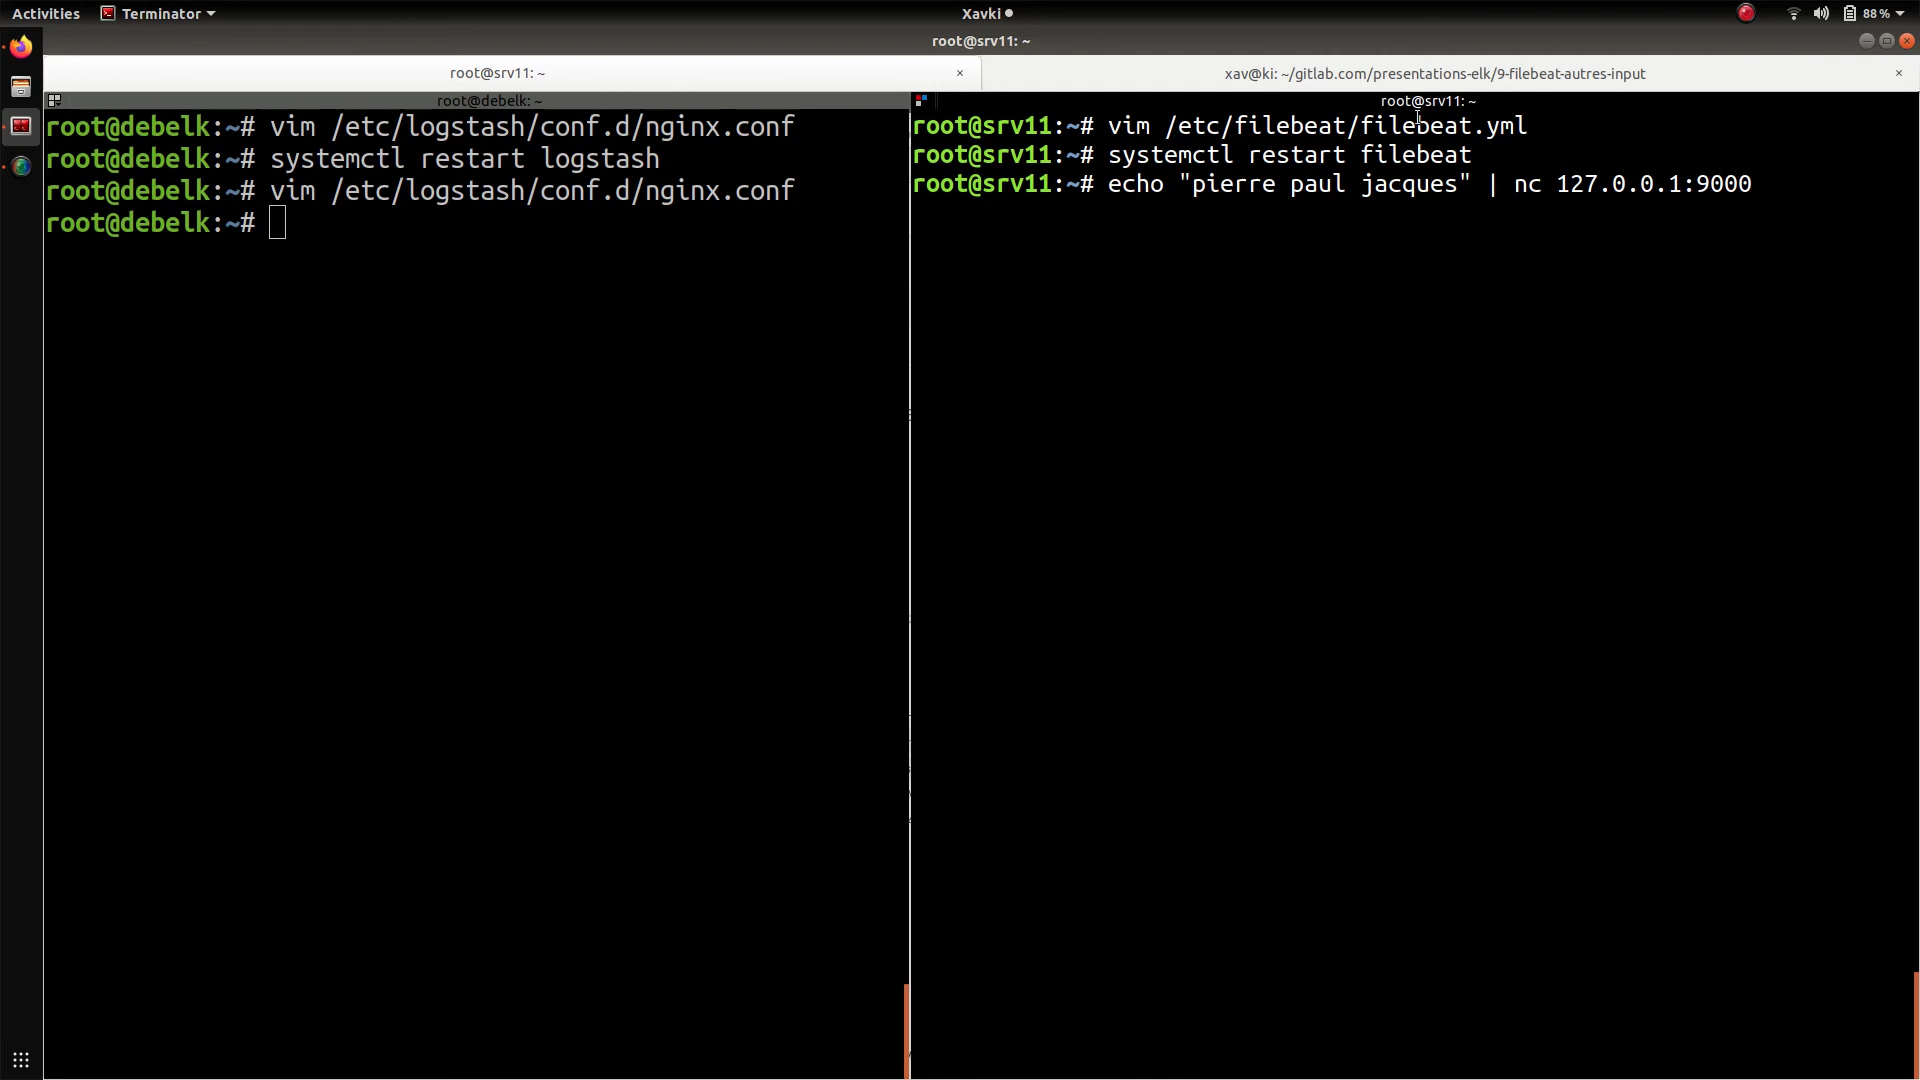 Activities
Terminator
Xavki
88 %
root@srv11: ~
root@srv11: ~
×
xav@ki: ~/gitlab.com/presentations-elk/9-filebeat-autres-input
×
root@debelk: ~
root@debelk:~# vim /etc/logstash/conf.d/nginx.conf
root@debelk:~# systemctl restart logstash
root@debelk:~# vim /etc/logstash/conf.d/nginx.conf
root@debelk:~#
root@srv11: ~
root@srv11:~# vim /etc/filebeat/filebeat.yml
root@srv11:~# systemctl restart filebeat
root@srv11:~# echo "pierre paul jacques" | nc 127.0.0.1:9000